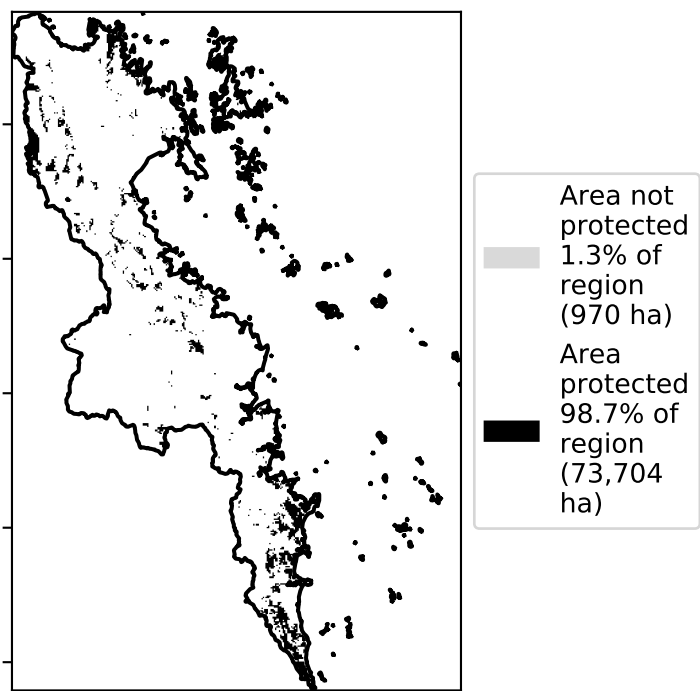 Area not
protected
1.3% of
region
(970 ha)
Area
protected
98.7% of
region
(73,704
ha)